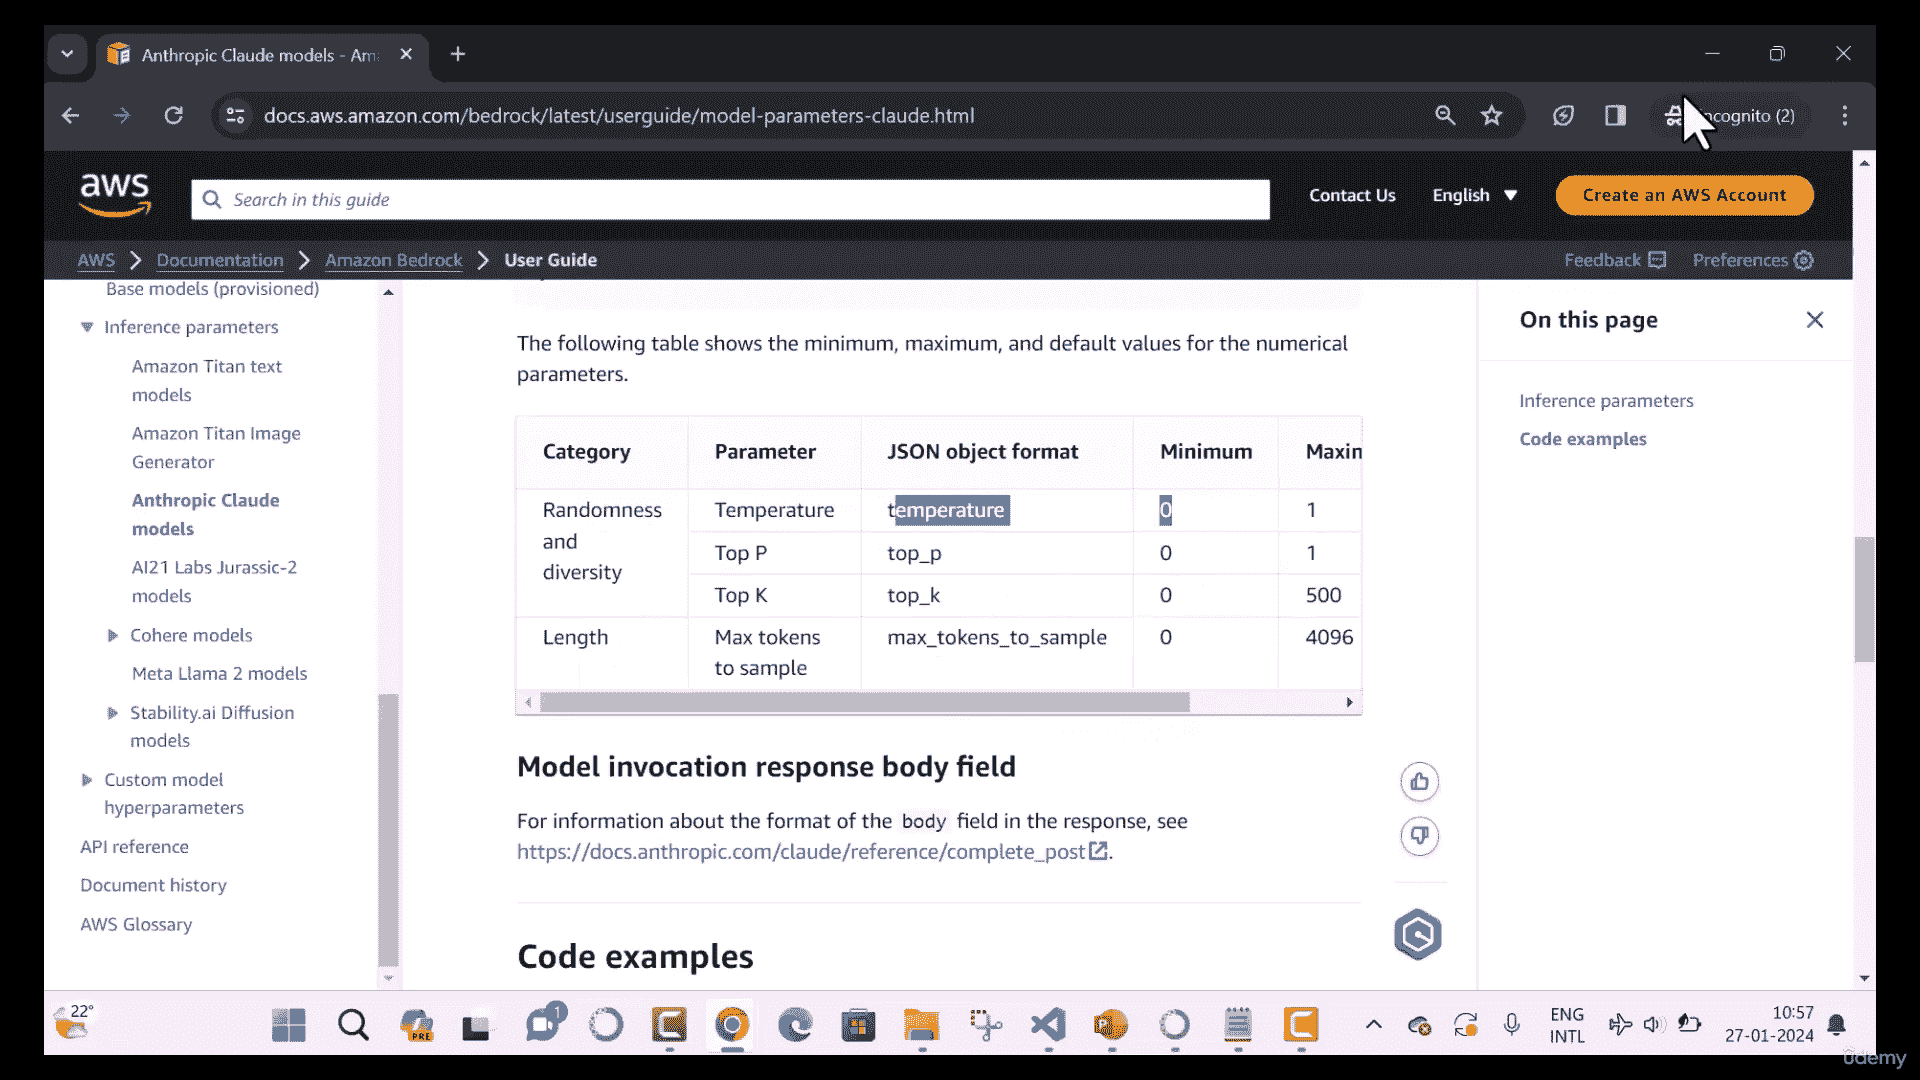 Anthropic Claude models - Am
docs.aws.amazon.com/bedrock/latest/userguide/model-parameters-claude.html
cognito (2)
aws
Search in this guide
Contact Us
English
Create an AWS Account
AWS
Documentation
Amazon Bedrock
User Guide
Feedback
Preferences
Base models (provisioned)
Inference parameters
Amazon Titan text
models
Amazon Titan Image
Generator
Anthropic Claude
models
AI21 Labs Jurassic-2
models
Cohere models
Meta Llama 2 models
Stability.ai Diffusion
models
Custom model
hyperparameters
API reference
Document history
AWS Glossary
The following table shows the minimum, maximum, and default values for the numerical
parameters.
Category Parameter JSON object format Minimum Maxim
Randomness
and
diversity
Temperature temperature 0 1
Top P top_p 0 1
Top K top_k 0 500
Length Max tokens
to sample
max_tokens_to_sample 0 4096
Model invocation response body field
For information about the format of the body field in the response, see
https://docs.anthropic.com/claude/reference/complete_post.
Code examples
On this page
Inference parameters
Code examples
22°
PRE
1
ENG
INTL
10:57
27-01-2024
udemy